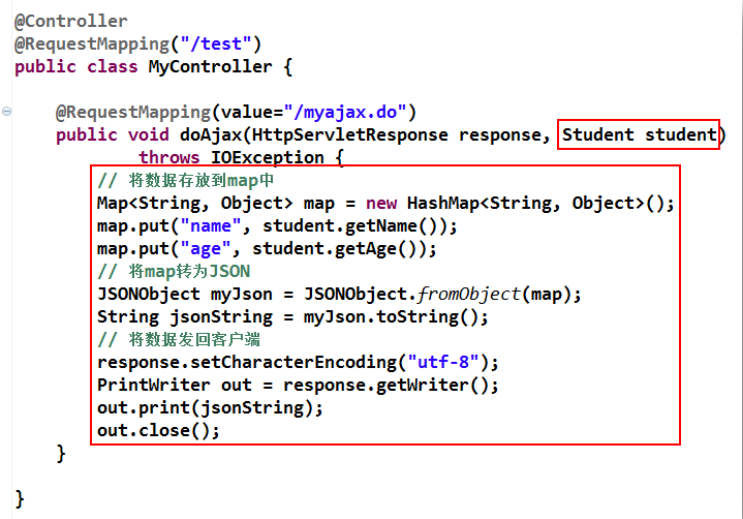 @Controller
@RequestMapping("/test")
public class MyController {
@RequestMapping(value="/myajax.do")
public void doAjax(HttpServletResponse response, Student student)
throws IOException {
// 将数据存放到map中
Map<String, Object> map = new HashMap<String, Object>();
map.put("name", student.getName());
map.put("age", student.getAge());
// 将map转为JSON
JSONObject myJson = JSONObject.fromObject(map);
String jsonString = myJson.toString();
// 将数据发回客户端
response.setCharacterEncoding("utf-8");
PrintWriter out = response.getWriter();
out.print(jsonString);
out.close();
}
}